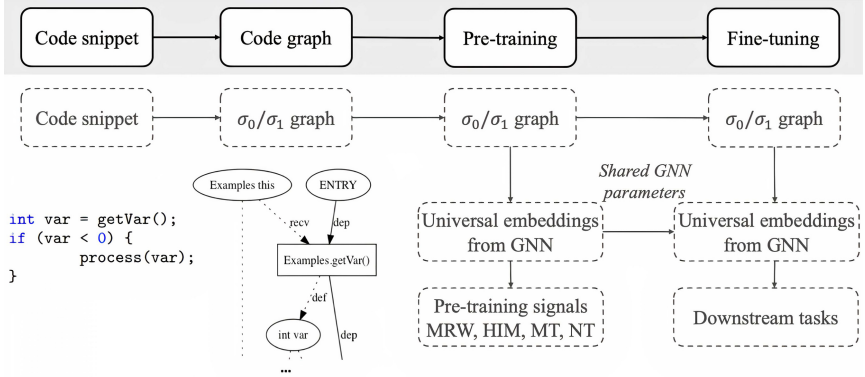 Code snippet
Code graph
Pre-training
Fine-tuning
Code snippet
σ₀/σ₁ graph
σ₀/σ₁ graph
σ₀/σ₁ graph
Examples this
ENTRY
Shared GNN
parameters
recv
dep
int var = getVar();
if (var < 0) {
        process(var);
}
Examples.getVar()
def
int var
dep
...
Universal embeddings
from GNN
Universal embeddings
from GNN
Pre-training signals
MRW, HIM, MT, NT
Downstream tasks